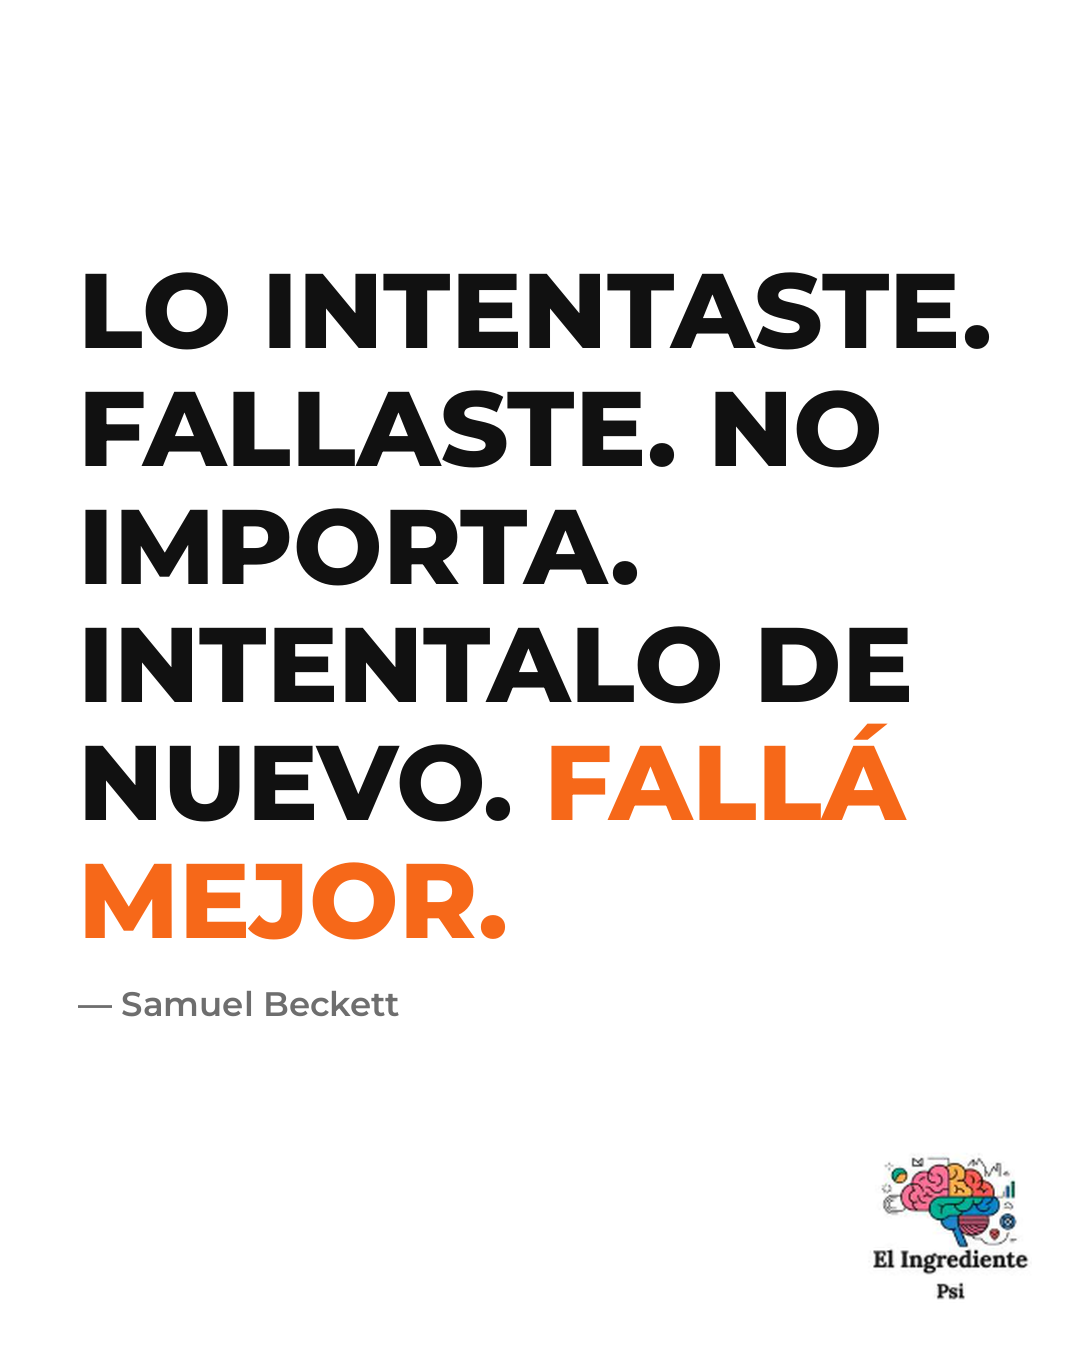 LO INTENTASTE.
FALLASTE. NO
IMPORTA.
INTENTALO DE
NUEVO. FALLÁ
MEJOR.
— Samuel Beckett
El Ingrediente
Psi